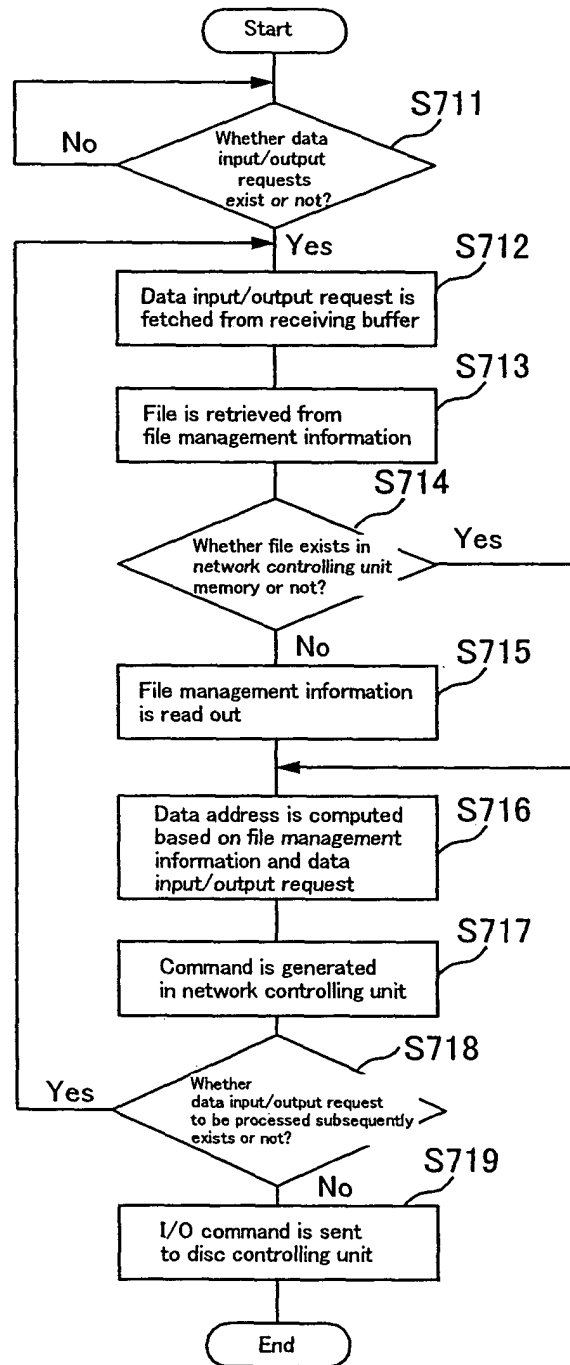 Start
S711
No
Whether data
input/output
requests
exist or not?
Yes
S712
Data input/output request is
fetched from receiving buffer
S713
File is retrieved from
file management information
S714
Whether file exists in
network controlling unit
memory or not?
Yes
No
S715
File management information
is read out
S716
Data address is computed
based on file management
information and data
input/output request
S717
Command is generated
in network controlling unit
S718
Yes
Whether
data input/output request
to be processed subsequently
exists or not?
S719
No
I/O command is sent
to disc controlling unit
End